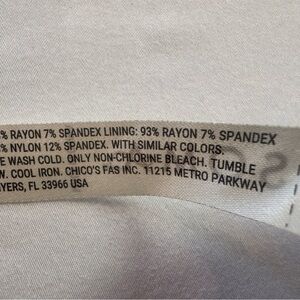 % RAYON 7% SPANDEX LINING: 93% RAYON 7% SPANDEX
% NYLON 12% SPANDEX. WITH SIMILAR COLORS.
E WASH COLD. ONLY NON-CHLORINE BLEACH. TUMBLE
W. COOL IRON. CHICO'S FAS INC. 11215 METRO PARKWAY
YERS, FL 33966 USA